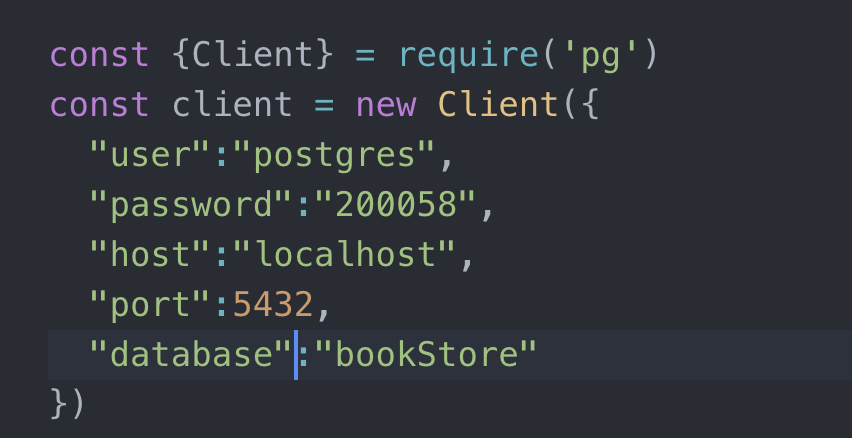 const {Client} = require('pg')
const client = new Client({
  "user":"postgres",
  "password":"200058",
  "host":"localhost",
  "port":5432,
  "database":"bookStore"
})